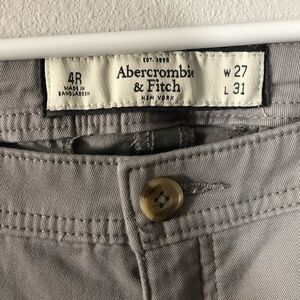 EST. 1892
4R
MADE IN
BANGLADESH
Abercrombie
& Fitch
NEW YORK
W 27
L 31